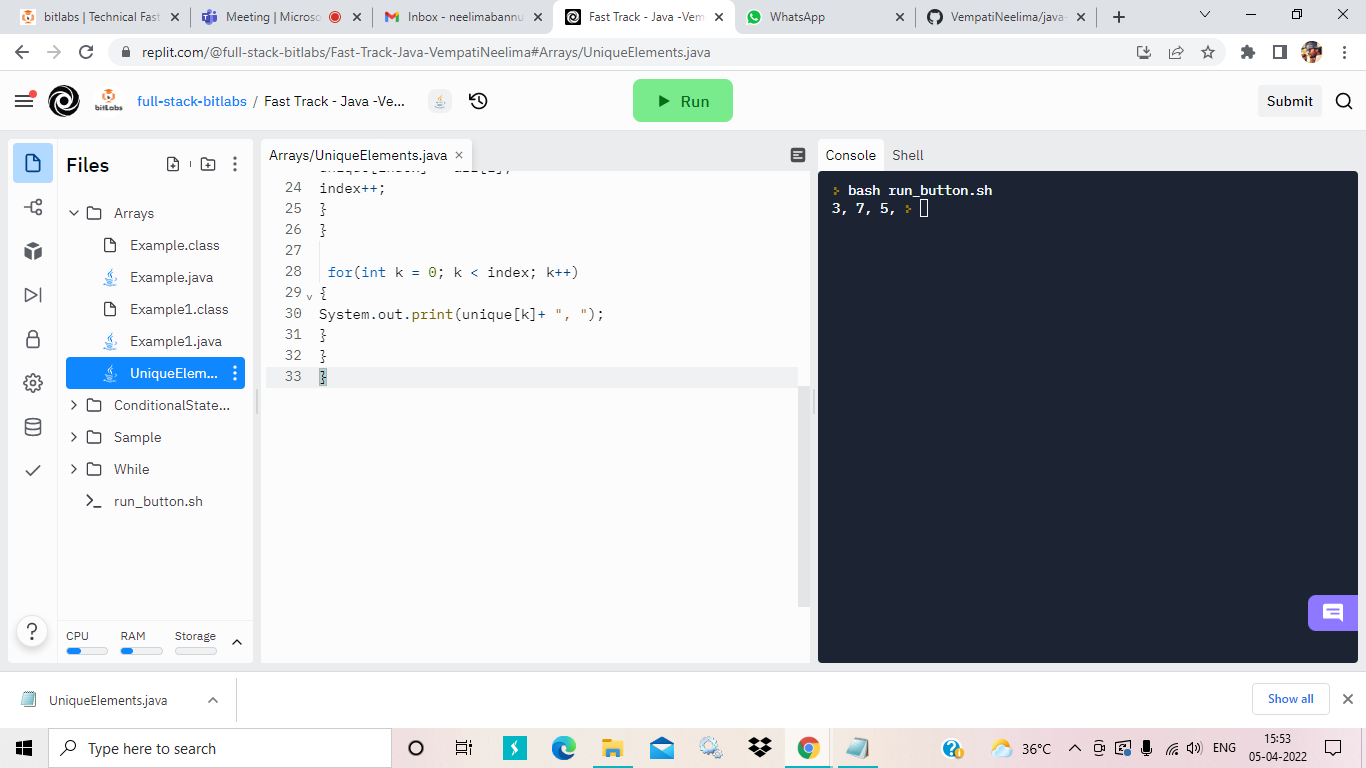 bitlabs | Technical Fast
Meeting | Microso
Inbox - neelimabannu
Fast Track - Java -Vem
WhatsApp
VempatiNeelima/java-
replit.com/@full-stack-bitlabs/Fast-Track-Java-VempatiNeelima#Arrays/UniqueElements.java
bitLabs
full-stack-bitlabs / Fast Track - Java -Ve...
Run
Submit
Files
Arrays
Example.class
Example.java
Example1.class
Example1.java
UniqueElem...
ConditionalState...
Sample
While
run_button.sh
CPU RAM Storage
Arrays/UniqueElements.java
24 index++;
25 }
26 }
27
28 for(int k = 0; k < index; k++)
29 {
30 System.out.print(unique[k]+ ", ");
31 }
32 }
33 }
Console Shell
bash run_button.sh
3, 7, 5,
UniqueElements.java
Show all
Type here to search
36°C
ENG
15:53
05-04-2022